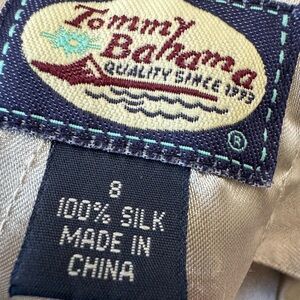 Tommy
Bahama
QUALITY SINCE 1993
®
8
100% SILK
MADE IN
CHINA